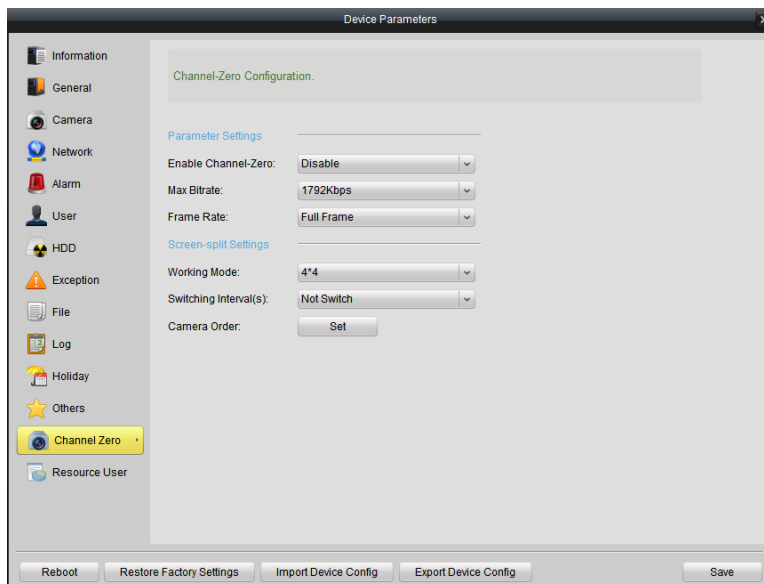 Device Parameters
Information
General
Camera
Network
Alarm
User
HDD
Exception
File
Log
Holiday
Others
Channel Zero
Resource User
Channel-Zero Configuration.
Parameter Settings
Enable Channel-Zero: Disable
Max Bitrate: 1792Kbps
Frame Rate: Full Frame
Screen-split Settings
Working Mode: 4*4
Switching Interval(s): Not Switch
Camera Order: Set
Reboot Restore Factory Settings Import Device Config Export Device Config Save